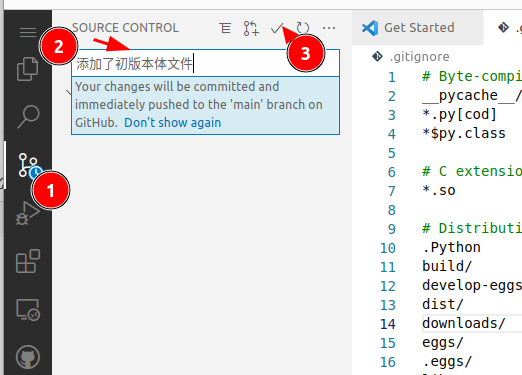 SOURCE CONTROL
2
3
1
添加了初版本体文件
Your changes will be committed and
immediately pushed to the 'main' branch on
GitHub. Don't show again
Get Started
.gitignore
1 # Byte-compi
2 __pycache__/
3 *.py[cod]
4 *$py.class
5
6 # C extension
7 *.so
8
9 # Distributi
10 .Python
11 build/
12 develop-eggs
13 dist/
14 downloads/
15 eggs/
16 .eggs/